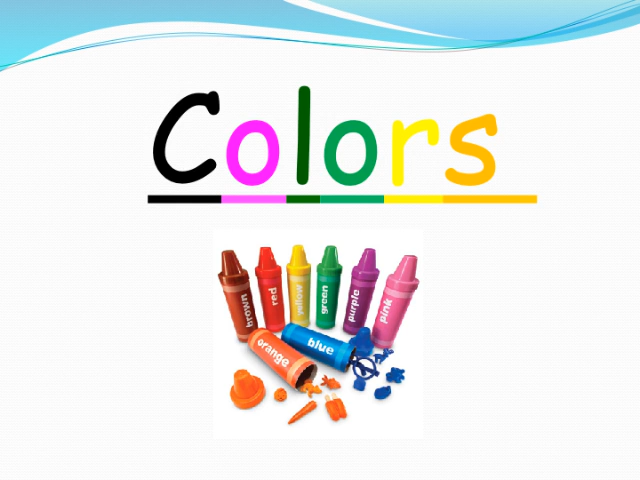 Colors
brown
red
yellow
green
purple
pink
orange
blue